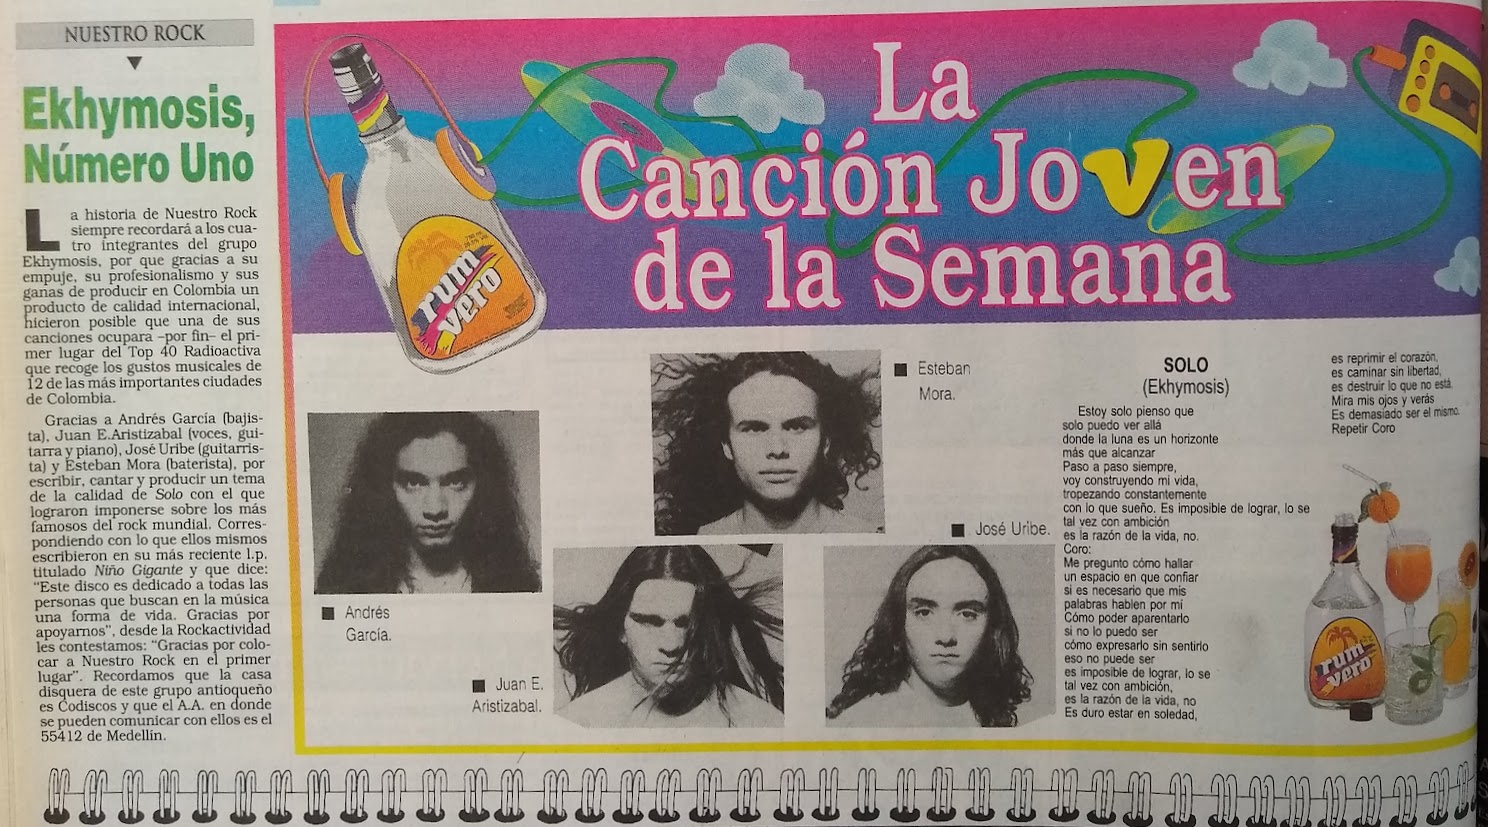 NUESTRO ROCK
Ekhymosis,
Número Uno
La historia de Nuestro Rock
siempre recordará a los cua-
tro integrantes del grupo
Ekhymosis, por que gracias a su
empuje, su profesionalismo y sus
ganas de producir en Colombia un
producto de calidad internacional,
hicieron posible que una de sus
canciones ocupara –por fin– el pri-
mer lugar del Top 40 Radioactiva
que recoge los gustos musicales de
12 de las más importantes ciudades
de Colombia.
Gracias a Andrés García (bajis-
ta), Juan E.Aristizabal (voces, gui-
tarra y piano), José Uribe (guitarris-
ta) y Esteban Mora (baterista), por
escribir, cantar y producir un tema
de la calidad de Solo con el que
lograron imponerse sobre los más
famosos del rock mundial. Corres-
pondiendo con lo que ellos mismos
escribieron en su más reciente l.p.
titulado Niño Gigante y que dice:
“Este disco es dedicado a todas las
personas que buscan en la música
una forma de vida. Gracias por
apoyarnos”, desde la Rockactividad
les contestamos: “Gracias por colo-
car a Nuestro Rock en el primer
lugar”. Recordamos que la casa
disquera de este grupo antioqueño
es Codiscos y que el A.A. en donde
se pueden comunicar con ellos es el
55412 de Medellín.
La
Canción Joven
de la Semana
rum
vero
Esteban
Mora.
Andrés
García.
José Uribe.
Juan E.
Aristizabal.
SOLO
(Ekhymosis)
Estoy solo pienso que
solo puedo ver allá
donde la luna es un horizonte
más que alcanzar
Paso a paso siempre,
voy construyendo mi vida,
tropezando constantemente
con lo que sueño. Es imposible de lograr, lo se
tal vez con ambición
es la razón de la vida, no.
Coro:
Me pregunto cómo hallar
un espacio en que confiar
si es necesario que mis
palabras hablen por mí
Cómo poder aparentarlo
si no lo puedo ser
cómo expresarlo sin sentirlo
eso no puede ser
es imposible de lograr, lo se
tal vez con ambición,
es la razón de la vida, no
Es duro estar en soledad,
es reprimir el corazón,
es caminar sin libertad,
es destruir lo que no está.
Mira mis ojos y verás
Es demasiado ser el mismo.
Repetir Coro
rum
vero